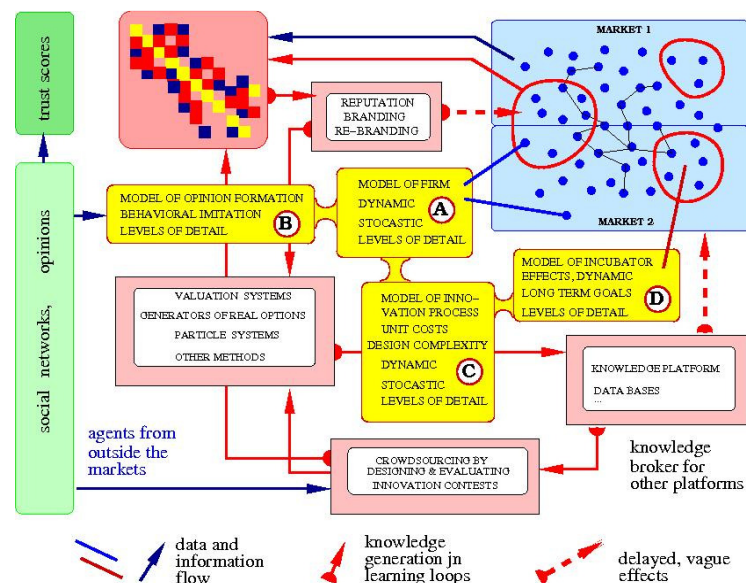 trust scores
social networks, opinions
MARKET 1
MARKET 2
REPUTATION
BRANDING
RE-BRANDING
MODEL OF OPINION FORMATION
BEHAVIORAL IMITATION
LEVELS OF DETAIL
B
MODEL OF FIRM
DYNAMIC
STOCASTIC
LEVELS OF DETAIL
A
VALUATION SYSTEMS
GENERATORS OF REAL OPTIONS
PARTICLE SYSTEMS
OTHER METHODS
MODEL OF INNO-
VATION PROCESS
UNIT COSTS
DESIGN COMPLEXITY
DYNAMIC
STOCASTIC
LEVELS OF DETAIL
C
MODEL OF INCUBATOR
EFFECTS, DYNAMIC
LONG TERM GOALS
LEVELS OF DETAIL
D
KNOWLEDGE PLATFORM
DATA BASES
...
agents from
outside the
markets
CROWDSOURCING BY
DESIGNING & EVALUATING
INNOVATION CONTESTS
knowledge
broker for
other platforms
data and
information
flow
knowledge
generation jn
learning loops
delayed, vague
effects